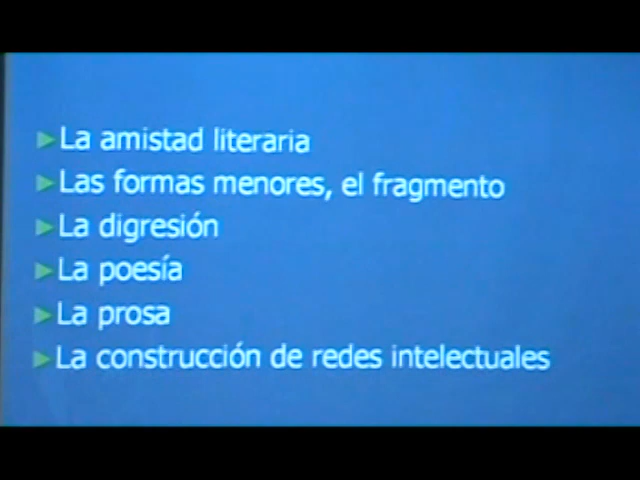 La amistad literaria
Las formas menores, el fragmento
La digresión
La poesía
La prosa
La construcción de redes intelectuales